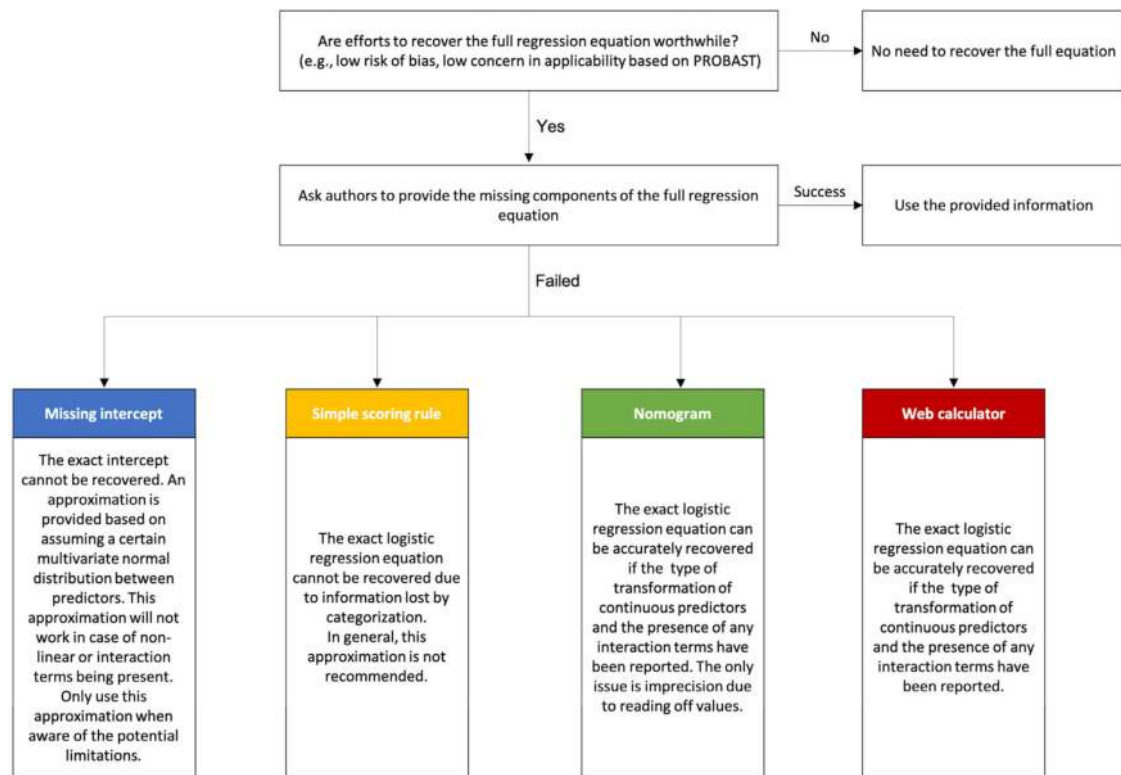 Are efforts to recover the full regression equation worthwhile?
(e.g., low risk of bias, low concern in applicability based on PROBAST)
No
No need to recover the full equation
Yes
Ask authors to provide the missing components of the full regression
equation
Success
Use the provided information
Failed
Missing intercept
The exact intercept
cannot be recovered. An
approximation is
provided based on
assuming a certain
multivariate normal
distribution between
predictors. This
approximation will not
work in case of non-
linear or interaction
terms being present.
Only use this
approximation when
aware of the potential
limitations.
Simple scoring rule
The exact logistic
regression equation
cannot be recovered due
to information lost by
categorization.
In general, this
approximation is not
recommended.
Nomogram
The exact logistic
regression equation can
be accurately recovered
if the type of
transformation of
continuous predictors
and the presence of any
interaction terms have
been reported. The only
issue is imprecision due
to reading off values.
Web calculator
The exact logistic
regression equation can
be accurately recovered
if the type of
transformation of
continuous predictors
and the presence of any
interaction terms have
been reported.